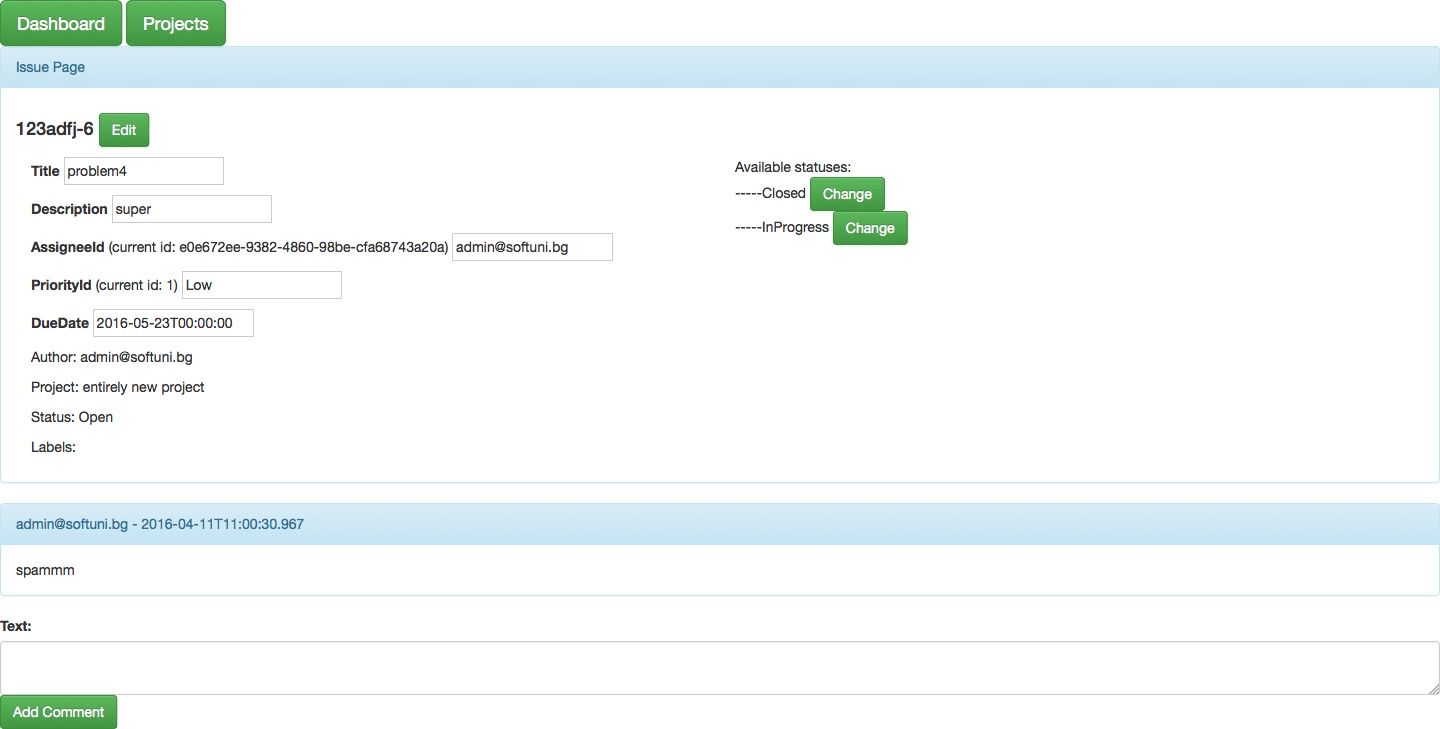 Dashboard Projects
Issue Page
123adfj-6 Edit
Title problem4
Description super
AssigneeId (current id: e0e672ee-9382-4860-98be-cfa68743a20a) admin@softuni.bg
PriorityId (current id: 1) Low
DueDate 2016-05-23T00:00:00
Author: admin@softuni.bg
Project: entirely new project
Status: Open
Labels:
Available statuses:
-----Closed Change
-----InProgress Change
admin@softuni.bg - 2016-04-11T11:00:30.967
spammm
Text:
Add Comment